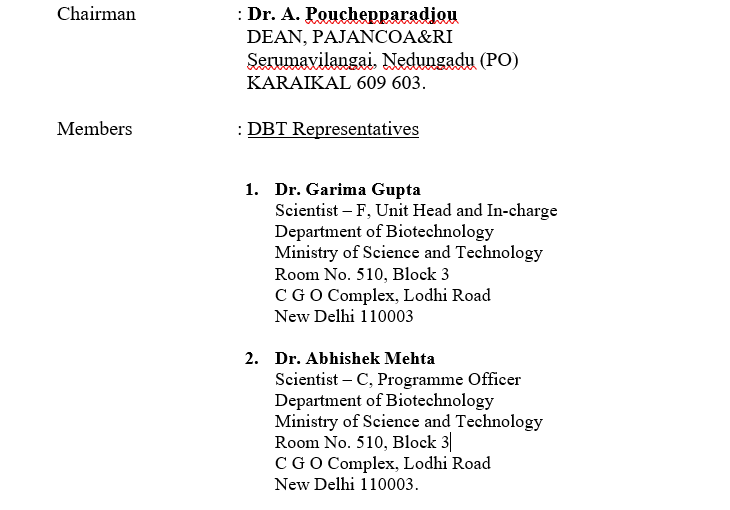 Chairman : Dr. A. Pouchepparadjou
DEAN, PAJANCOA&RI
Serumavilangai, Nedungadu (PO)
KARAIKAL 609 603.
Members : DBT Representatives
1. Dr. Garima Gupta
Scientist – F, Unit Head and In-charge
Department of Biotechnology
Ministry of Science and Technology
Room No. 510, Block 3
C G O Complex, Lodhi Road
New Delhi 110003
2. Dr. Abhishek Mehta
Scientist – C, Programme Officer
Department of Biotechnology
Ministry of Science and Technology
Room No. 510, Block 3
C G O Complex, Lodhi Road
New Delhi 110003.